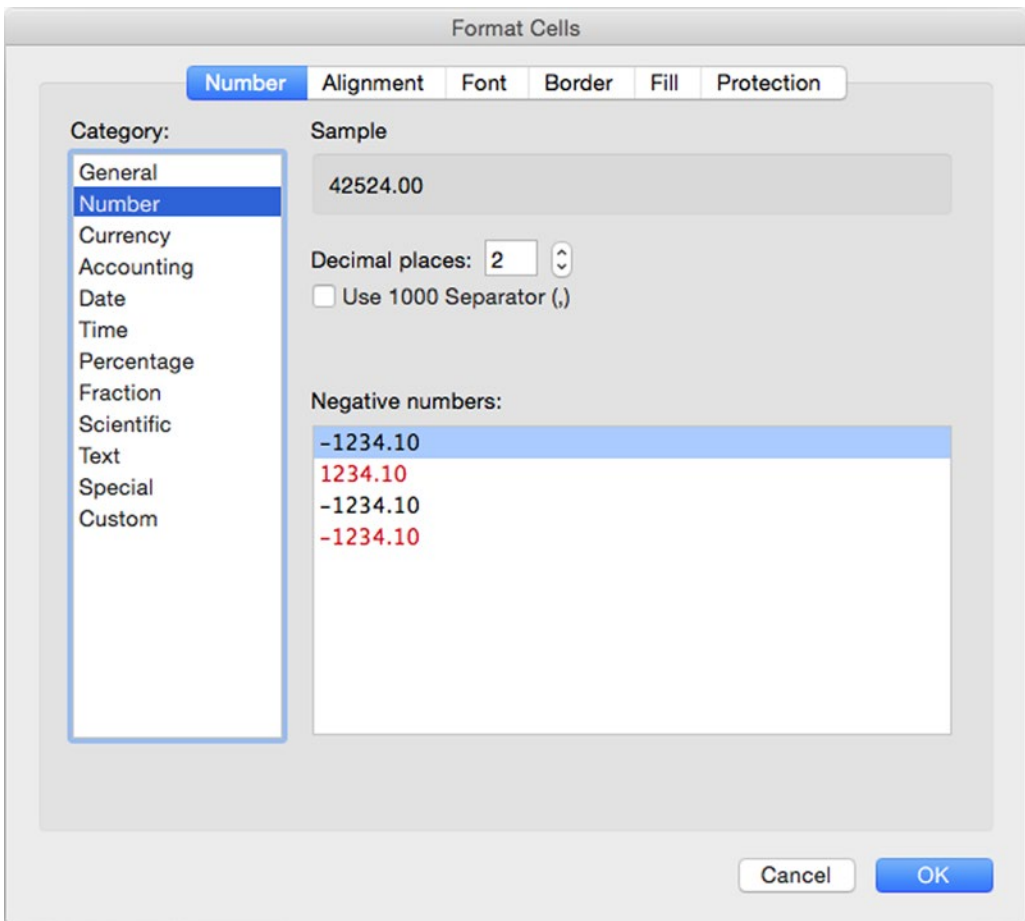 Format Cells
Number Alignment Font Border Fill Protection
Category:
General
Number
Currency
Accounting
Date
Time
Percentage
Fraction
Scientific
Text
Special
Custom
Sample
42524.00
Decimal places: 2
Use 1000 Separator (,)
Negative numbers:
-1234.10
1234.10
-1234.10
-1234.10
Cancel OK